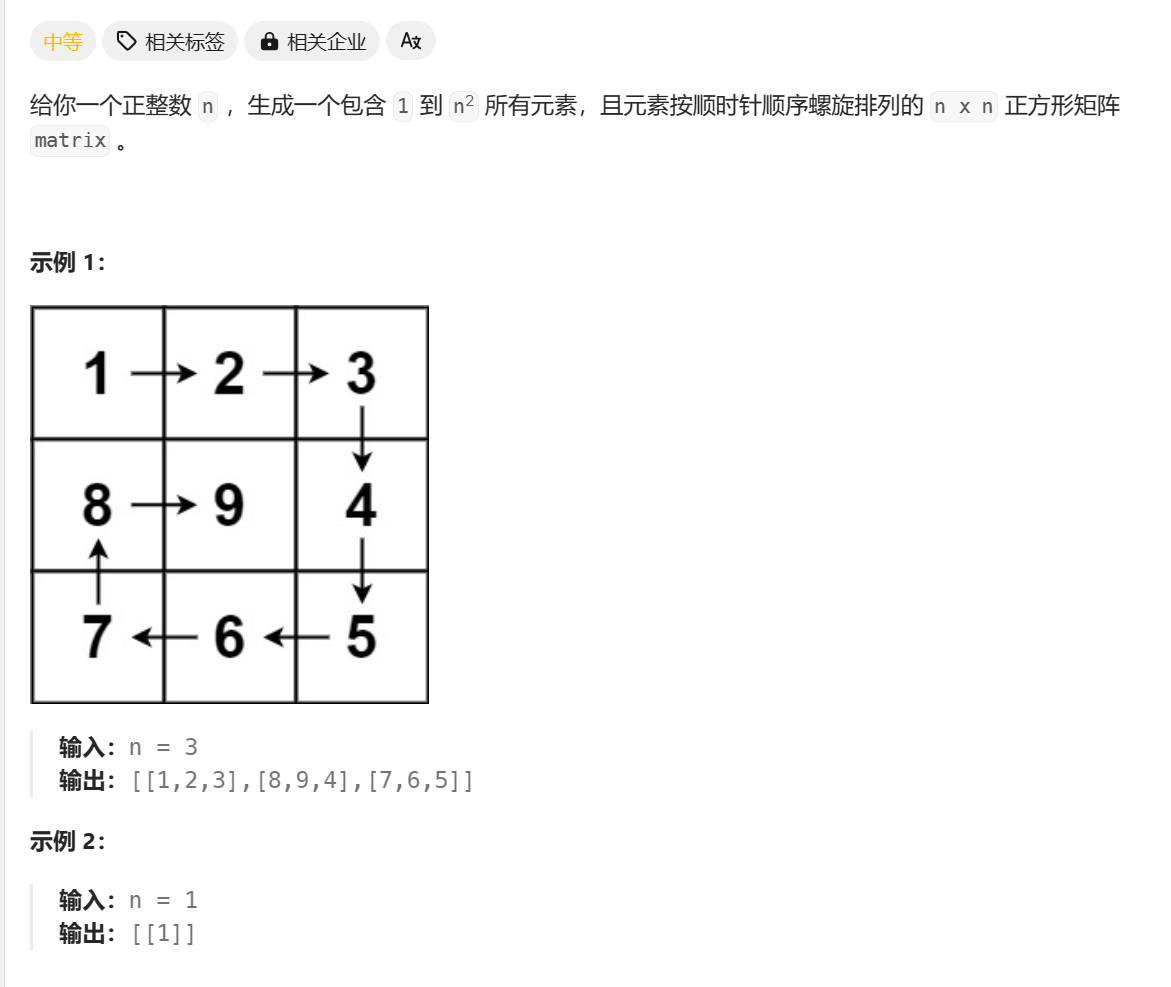 中等 相关标签 相关企业 A文
给你一个正整数 n ，生成一个包含 1 到 n² 所有元素，且元素按顺时针顺序螺旋排列的 n x n 正方形矩阵
matrix 。
示例 1：
1 2 3
8 9 4
7 6 5
输入：n = 3
输出：[[1,2,3],[8,9,4],[7,6,5]]
示例 2：
输入：n = 1
输出：[[1]]